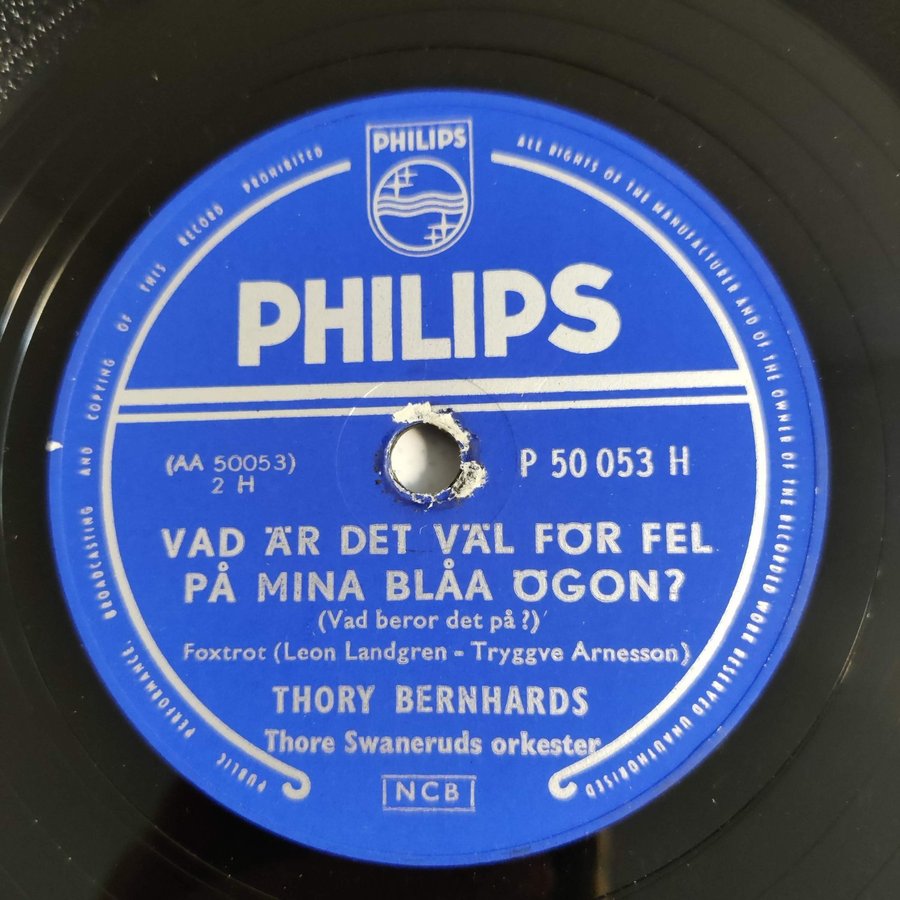 PHILIPS
PHILIPS
(AA 50053)
2 H
P 50 053 H
VAD ÄR DET VÄL FÖR FEL
PÅ MINA BLÅA ÖGON?
(Vad beror det på?)
Foxtrot (Leon Landgren - Tryggve Arnesson)
THORY BERNHARDS
Thore Swaneruds orkester
NCB
ALL RIGHTS OF THE MANUFACTURER AND OF THE OWNER OF THE RECORDED WORK RESERVED UNAUTHORISED
PUBLIC PERFORMANCE, BROADCASTING AND COPYING OF THIS RECORD PROHIBITED